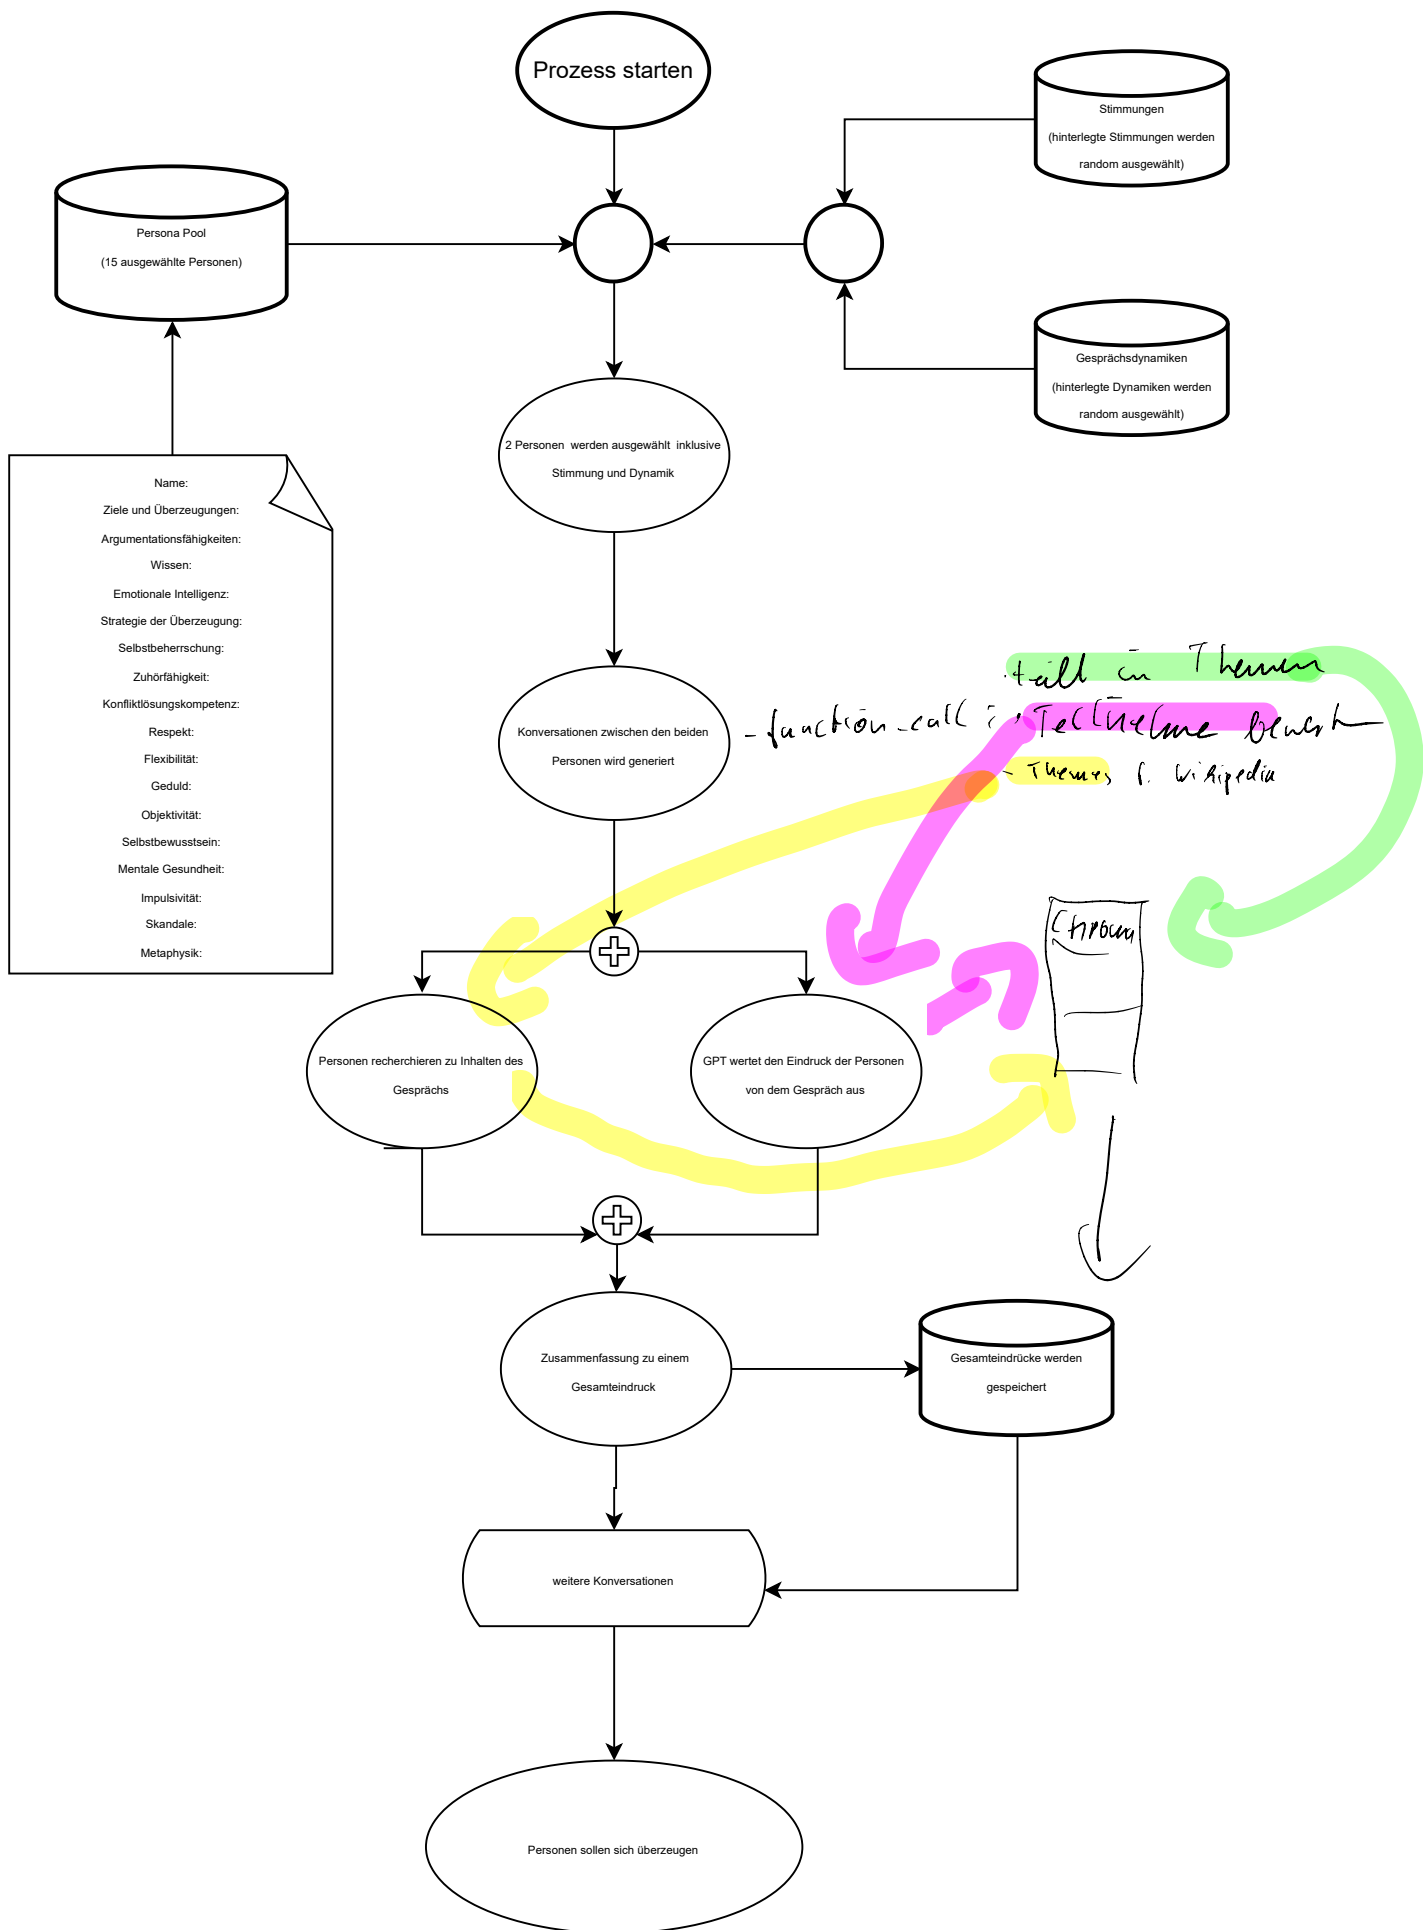 Prozess starten
Stimmungen
(hinterlegte Stimmungen werden
random ausgewählt)
Persona Pool
(15 ausgewählte Personen)
Gesprächsdynamiken
(hinterlegte Dynamiken werden
random ausgewählt)
2 Personen werden ausgewählt inklusive
Stimmung und Dynamik
Name:
Ziele und Überzeugungen:
Argumentationsfähigkeiten:
Wissen:
Emotionale Intelligenz:
Strategie der Überzeugung:
Selbstbeherrschung:
Zuhörfähigkeit:
Konfliktlösungskompetenz:
Respekt:
Flexibilität:
Geduld:
Objektivität:
Selbstbewusstsein:
Mentale Gesundheit:
Impulsivität:
Skandale:
Metaphysik:
Konversationen zwischen den beiden
Personen wird generiert
teilt in Themen
- function_call :
- Themes f. Wikipedia
Chroma
Personen recherchieren zu Inhalten des
Gesprächs
GPT wertet den Eindruck der Personen
von dem Gespräch aus
Zusammenfassung zu einem
Gesamteindruck
Gesamteindrücke werden
gespeichert
weitere Konversationen
Personen sollen sich überzeugen